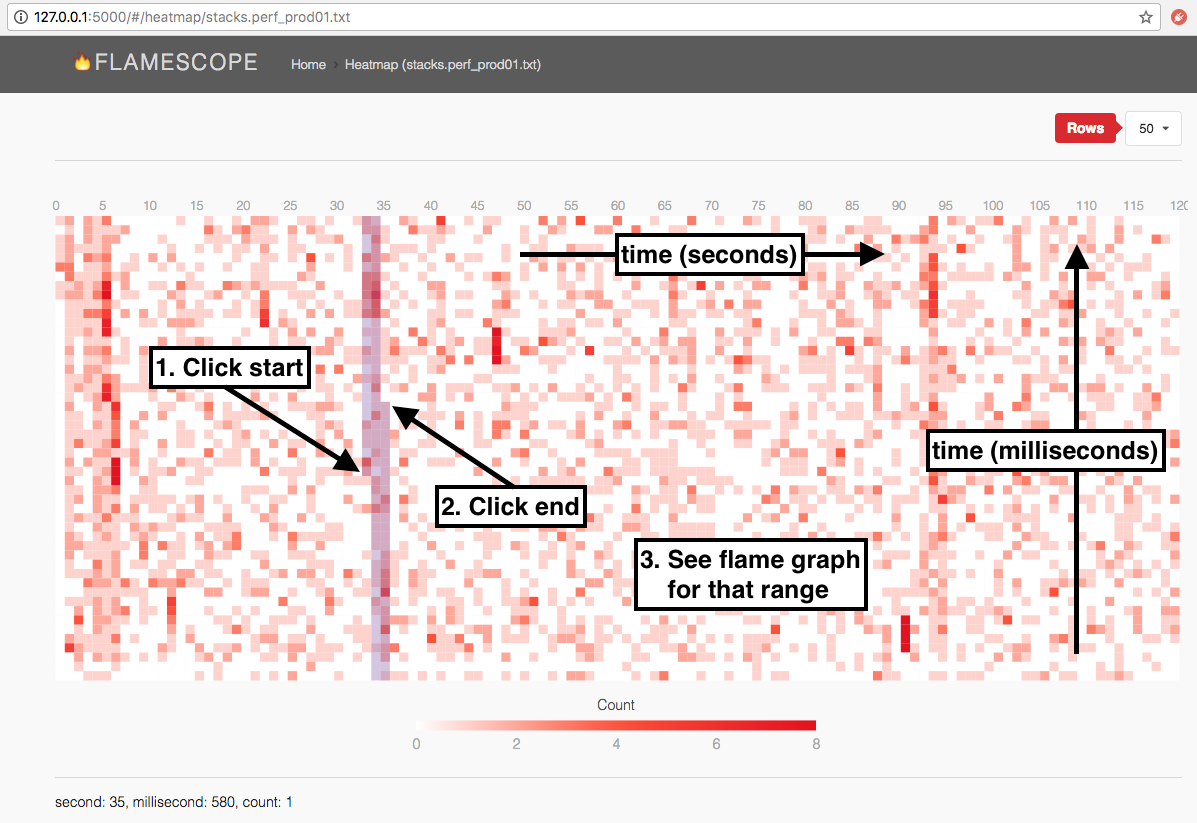 127.0.0.1:5000/#/heatmap/stacks.perf_prod01.txt
FLAMESCOPE Home › Heatmap (stacks.perf_prod01.txt)
Rows 50
0 5 10 15 20 25 30 35 40 45 50 55 60 65 70 75 80 85 90 95 100 105 110 115 120
time (seconds)
1. Click start
time (milliseconds)
2. Click end
3. See flame graph
for that range
Count
0 2 4 6 8
second: 35, millisecond: 580, count: 1